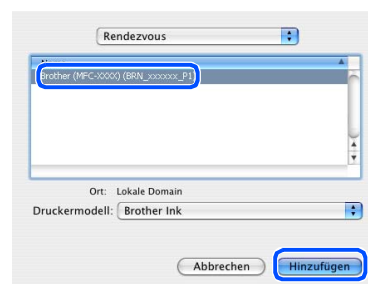 Rendezvous
Brother (MFC-XXXX) (BRN_xxxxxx_P1)
Ort: Lokale Domain
Druckermodell: Brother Ink
Abbrechen
Hinzufügen